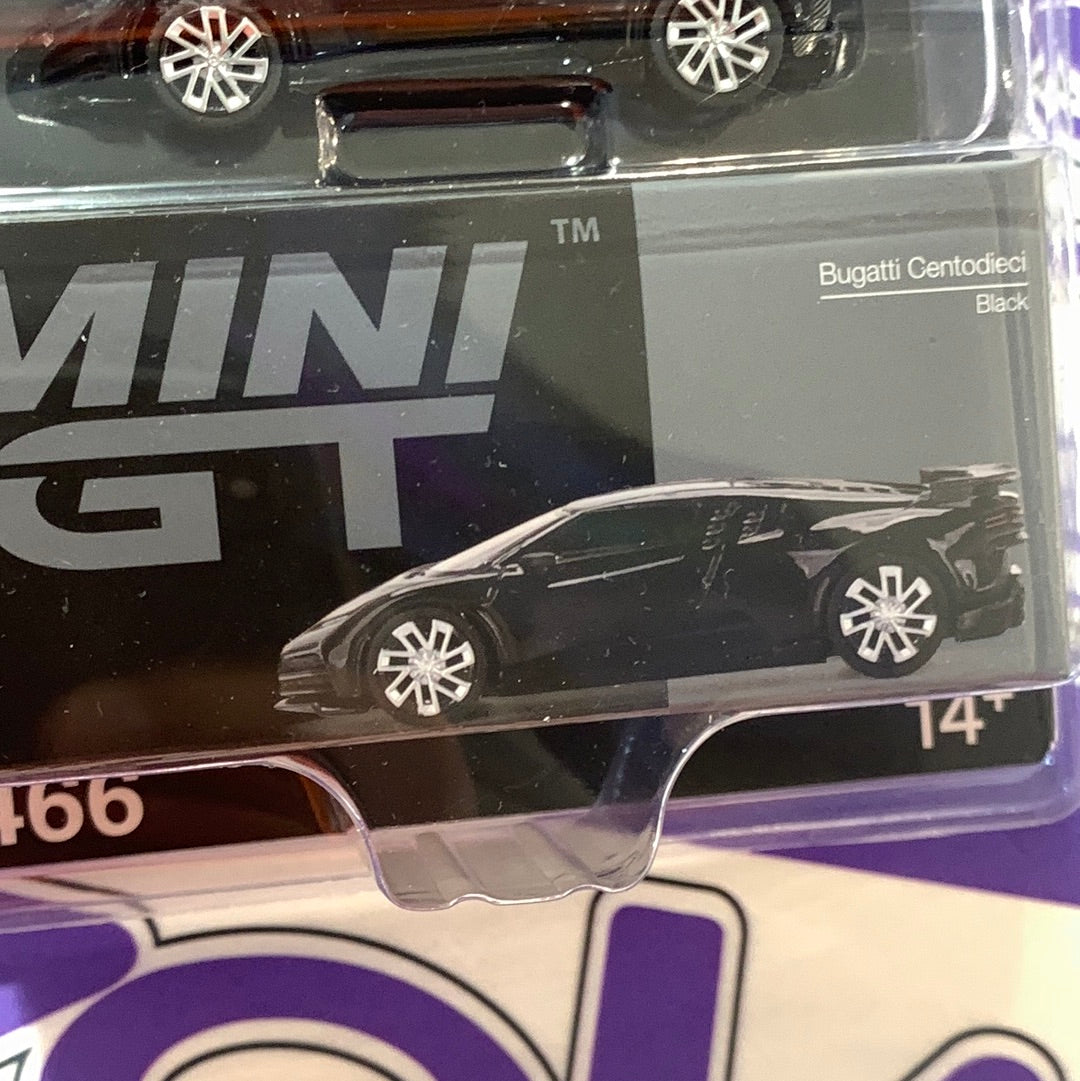 MINI
GT
TM
Bugatti Centodieci
Black
14+
466